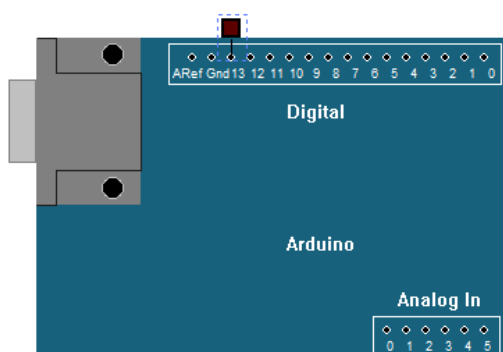 ARef Gnd 13 12 11 10 9 8 7 6 5 4 3 2 1 0
Digital
Arduino
Analog In
0 1 2 3 4 5